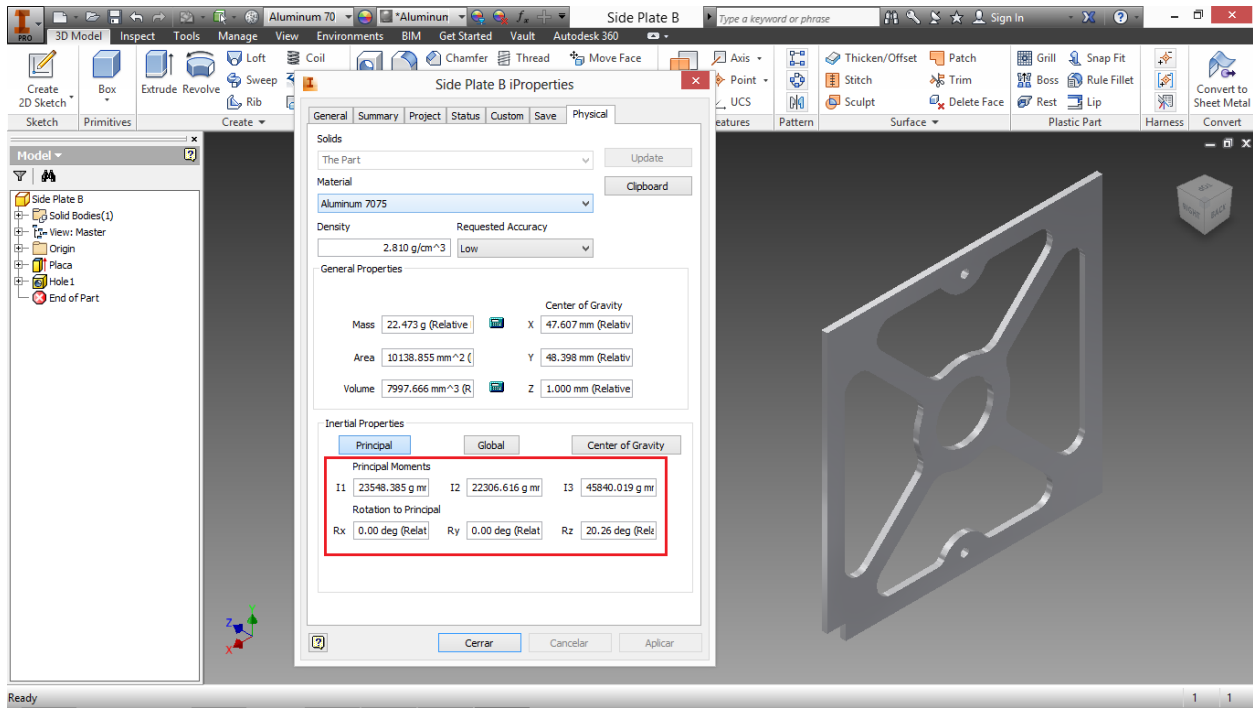 PRO
Aluminum 70
*Aluminun
Side Plate B
Type a keyword or phrase
Sign In
3D Model Inspect Tools Manage View Environments BIM Get Started Vault Autodesk 360
Create
2D Sketch
Box
Extrude Revolve
Loft
Sweep
Rib
Coil
Chamfer
Thread
Move Face
Axis
Point
UCS
Thicken/Offset
Stitch
Sculpt
Patch
Trim
Delete Face
Grill
Boss
Rest
Snap Fit
Rule Fillet
Lip
Convert to
Sheet Metal
Sketch Primitives Create eatures Pattern Surface Plastic Part Harness Convert
Model
Side Plate B
Solid Bodies(1)
View: Master
Origin
Placa
Hole1
End of Part
Side Plate B iProperties
General Summary Project Status Custom Save Physical
Solids
The Part
Update
Material
Clipboard
Aluminum 7075
Density Requested Accuracy
2.810 g/cm^3 Low
General Properties
Center of Gravity
Mass 22.473 g (Relative X 47.607 mm (Relativ
Area 10138.855 mm^2 ( Y 48.398 mm (Relativ
Volume 7997.666 mm^3 (R Z 1.000 mm (Relative
Inertial Properties
Principal Global Center of Gravity
Principal Moments
I1 23548.385 g mr I2 22306.616 g mr I3 45840.019 g mr
Rotation to Principal
Rx 0.00 deg (Relat Ry 0.00 deg (Relat Rz 20.26 deg (Rela
Cerrar Cancelar Aplicar
RIGHT BACK
Z
Y
X
Ready
1 1